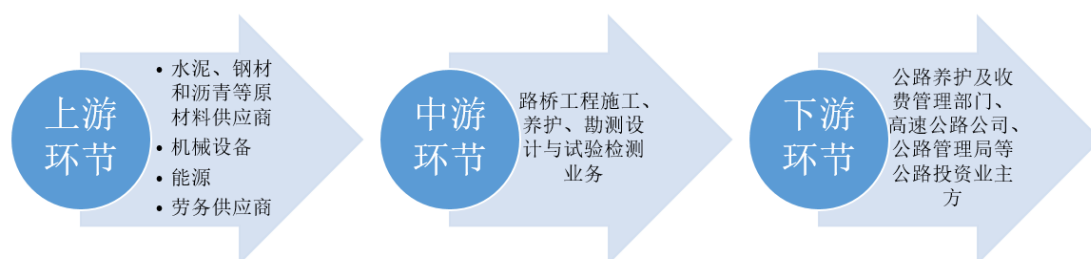 上游
环节
• 水泥、钢材
和沥青等原
材料供应商
• 机械设备
• 能源
• 劳务供应商
中游
环节
路桥工程施工、
养护、勘测设
计与试验检测
业务
下游
环节
公路养护及收
费管理部门、
高速公路公司、
公路管理局等
公路投资业主
方